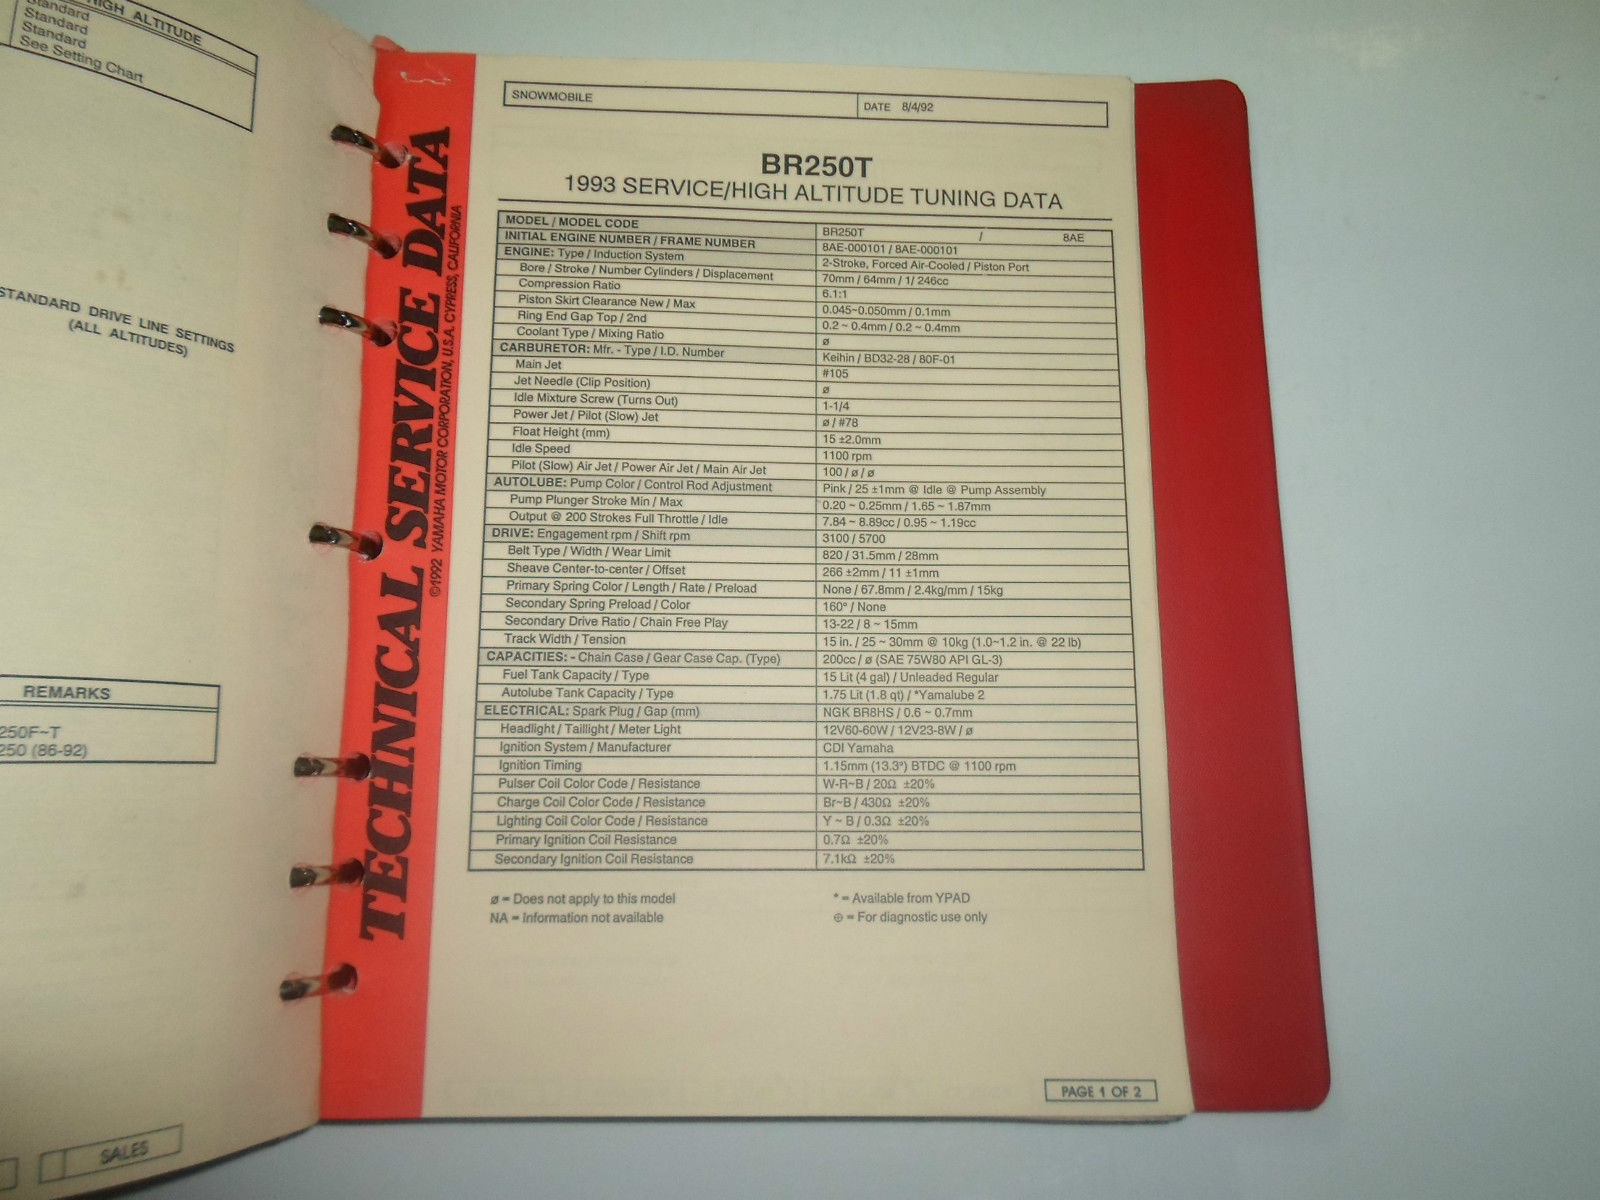 HIGH ALTITUDE
Standard
Standard
Standard
See Setting Chart
STANDARD DRIVE LINE SETTINGS
(ALL ALTITUDES)
REMARKS
250F~T
250 (86-92)
SALES
TECHNICAL SERVICE DATA
©1992 YAMAHA MOTOR CORPORATION, U.S.A. CYPRESS, CALIFORNIA
SNOWMOBILE DATE 8/4/92
BR250T
1993 SERVICE/HIGH ALTITUDE TUNING DATA
MODEL / MODEL CODE BR250T / 8AE
INITIAL ENGINE NUMBER / FRAME NUMBER 8AE-000101 / 8AE-000101
ENGINE: Type / Induction System 2-Stroke, Forced Air-Cooled / Piston Port
Bore / Stroke / Number Cylinders / Displacement 70mm / 64mm / 1/ 246cc
Compression Ratio 6.1:1
Piston Skirt Clearance New / Max 0.045~0.050mm / 0.1mm
Ring End Gap Top / 2nd 0.2 ~ 0.4mm / 0.2 ~ 0.4mm
Coolant Type / Mixing Ratio ø
CARBURETOR: Mfr. - Type / I.D. Number Keihin / BD32-28 / 80F-01
Main Jet #105
Jet Needle (Clip Position) ø
Idle Mixture Screw (Turns Out) 1-1/4
Power Jet / Pilot (Slow) Jet ø / #78
Float Height (mm) 15 ±2.0mm
Idle Speed 1100 rpm
Pilot (Slow) Air Jet / Power Air Jet / Main Air Jet 100 / ø / ø
AUTOLUBE: Pump Color / Control Rod Adjustment Pink / 25 ±1mm @ Idle @ Pump Assembly
Pump Plunger Stroke Min / Max 0.20 ~ 0.25mm / 1.65 ~ 1.87mm
Output @ 200 Strokes Full Throttle / Idle 7.84 ~ 8.89cc / 0.95 ~ 1.19cc
DRIVE: Engagement rpm / Shift rpm 3100 / 5700
Belt Type / Width / Wear Limit 820 / 31.5mm / 28mm
Sheave Center-to-center / Offset 266 ±2mm / 11 ±1mm
Primary Spring Color / Length / Rate / Preload None / 67.8mm / 2.4kg/mm / 15kg
Secondary Spring Preload / Color 160° / None
Secondary Drive Ratio / Chain Free Play 13-22 / 8 ~ 15mm
Track Width / Tension 15 in. / 25 ~ 30mm @ 10kg (1.0~1.2 in. @ 22 lb)
CAPACITIES: - Chain Case / Gear Case Cap. (Type) 200cc / ø (SAE 75W80 API GL-3)
Fuel Tank Capacity / Type 15 Lit (4 gal) / Unleaded Regular
Autolube Tank Capacity / Type 1.75 Lit (1.8 qt) / *Yamalube 2
ELECTRICAL: Spark Plug / Gap (mm) NGK BR8HS / 0.6 ~ 0.7mm
Headlight / Taillight / Meter Light 12V60-60W / 12V23-8W / ø
Ignition System / Manufacturer CDI Yamaha
Ignition Timing 1.15mm (13.3°) BTDC @ 1100 rpm
Pulser Coil Color Code / Resistance W-R~B / 20Ω ±20%
Charge Coil Color Code / Resistance Br~B / 430Ω ±20%
Lighting Coil Color Code / Resistance Y ~ B / 0.3Ω ±20%
Primary Ignition Coil Resistance 0.7Ω ±20%
Secondary Ignition Coil Resistance 7.1kΩ ±20%
ø = Does not apply to this model * = Available from YPAD
NA = Information not available ⊕ = For diagnostic use only
PAGE 1 OF 2